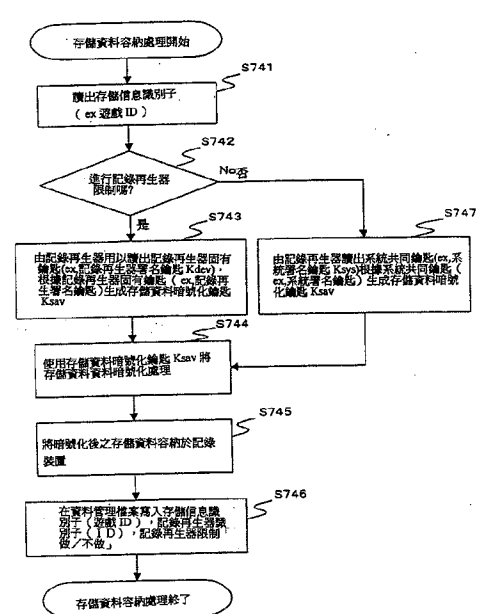 存儲資料容納處理開始
S741
讀出存儲信息識別子
( ex 遊戲 ID )
S742
進行記錄再生器
限制嗎?
No否
是
S743
由記錄再生器用以讀出記錄再生器固有
鑰匙(ex,記錄再生器署名鑰匙 Kdev),
根據記錄再生器固有鑰匙 ( ex,記錄再
生署名鑰匙)生成存儲資料暗號化鑰匙
Ksav
S747
由記錄再生器讀出系統共同鑰匙(ex,系
統署名鑰匙 Ksys)根據系統共同鑰匙 (
ex,系統署名鑰匙) 生成存儲資料暗號
化鑰匙 Ksav
S744
使用存儲資料暗號化鑰匙 Ksav 將
存儲資料資料暗號化處理
S745
將暗號化後之存儲資料容納於記錄
裝置
S746
在資料管理檔案寫入存儲信息識
別子 ( 遊戲 ID ) , 記錄再生器識
別子 ( I D ) , 記錄再生器限制
做/不做」
存儲資料容納處理終了